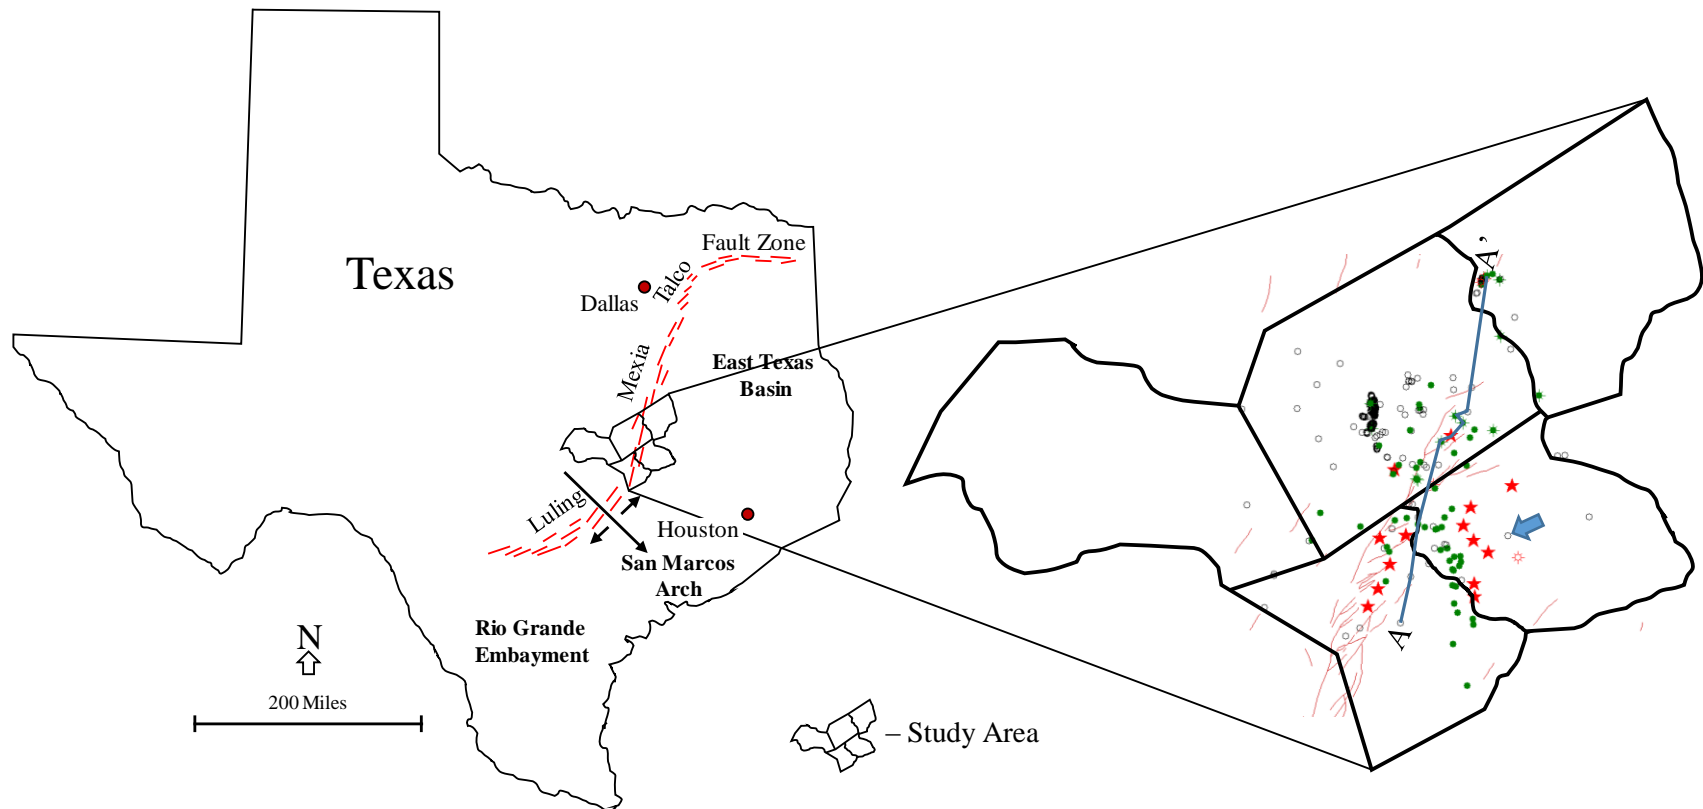 Fault Zone
Texas
Talco
Dallas
Mexia
East Texas
Basin
Luling
Houston
San Marcos
Arch
Rio Grande
Embayment
N
200 Miles
– Study Area
A’
A